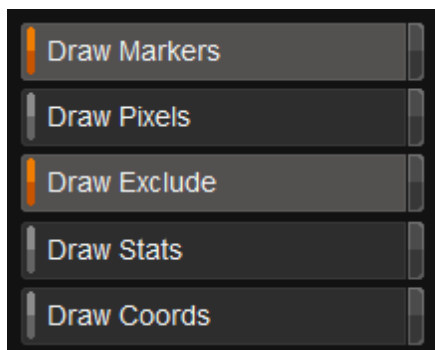 Draw Markers
Draw Pixels
Draw Exclude
Draw Stats
Draw Coords